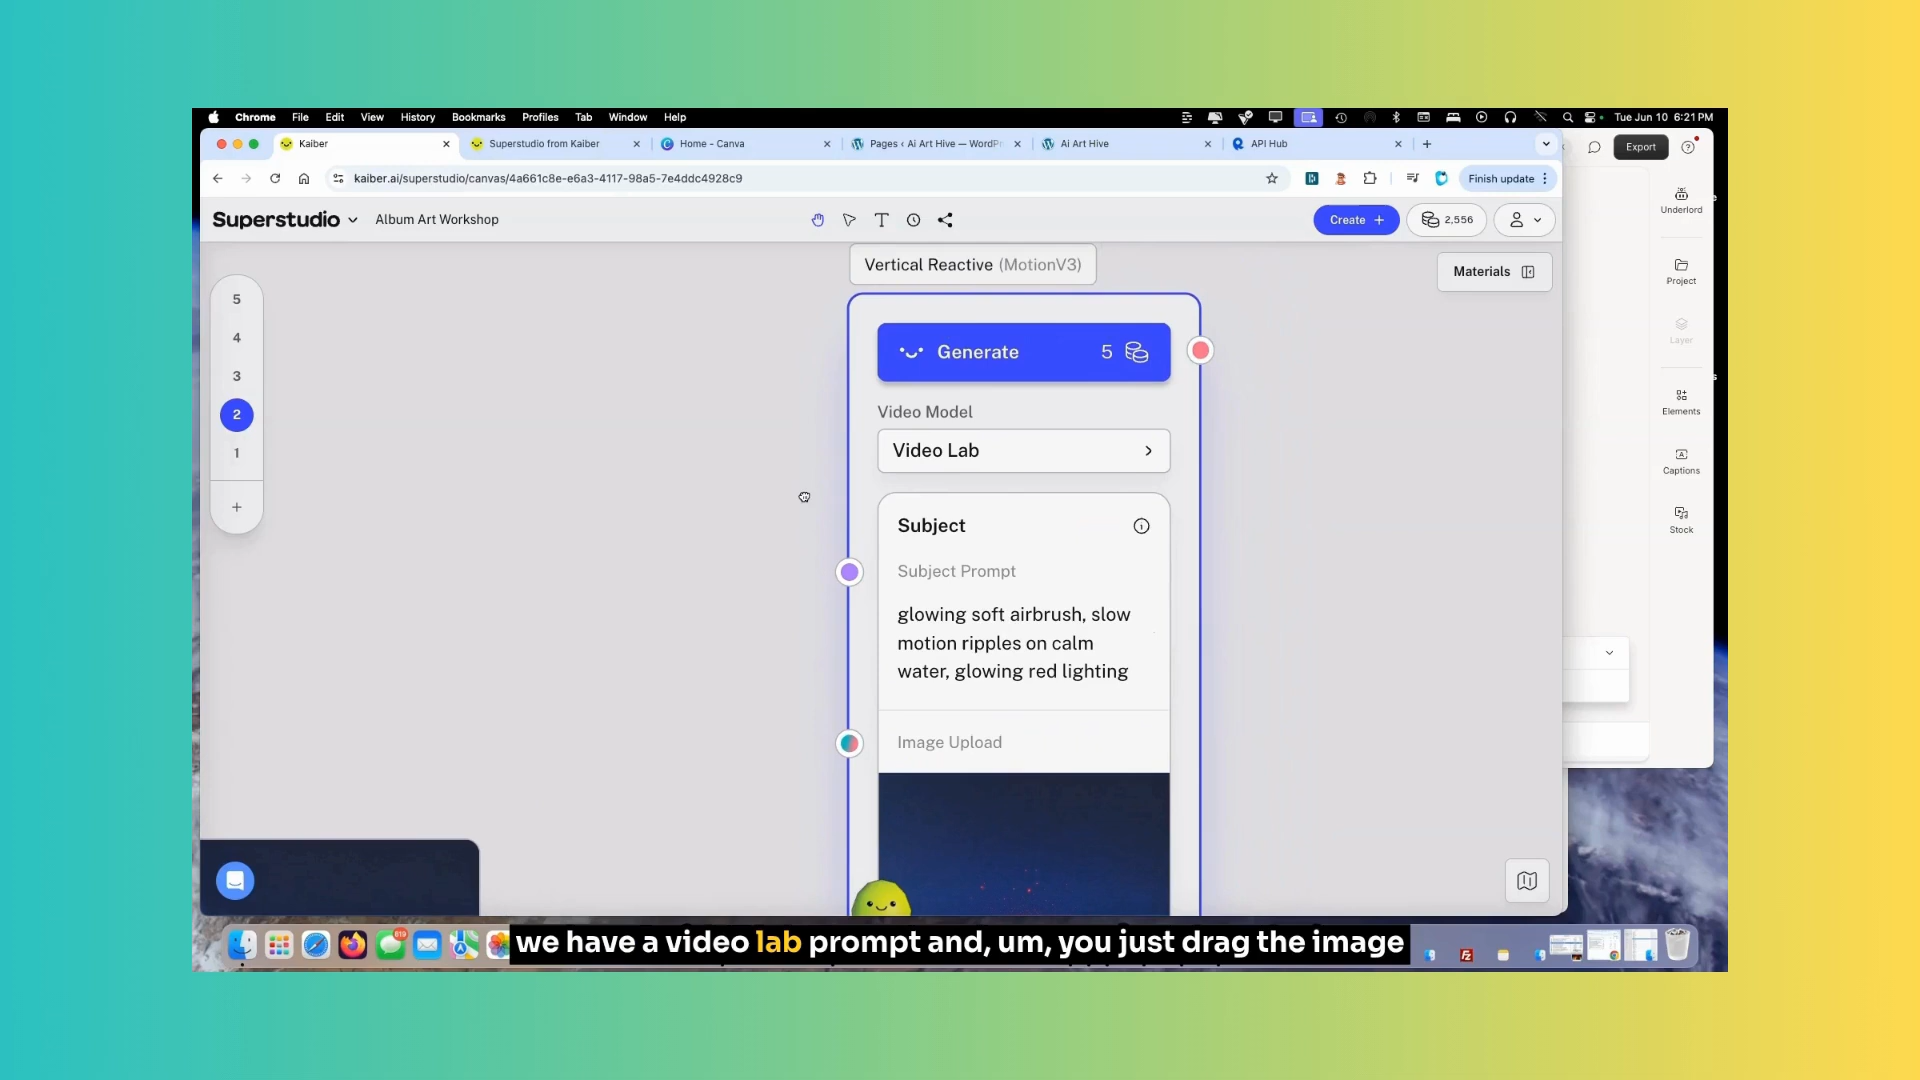 Chrome File Edit View History Bookmarks Profiles Tab Window Help Tue Jun 10 6:21 PM
Kaiber
Superstudio from Kaiber
Home - Canva
Pages ‹ Ai Art Hive — WordPr
Ai Art Hive
API Hub
kaiber.ai/superstudio/canvas/4a661c8e-e6a3-4117-98a5-7e4ddc4928c9
Finish update
Export
Superstudio
Album Art Workshop
Create +
2,556
Underlord
Project
Layer
Elements
Captions
Stock
Vertical Reactive (MotionV3)
Materials
5
4
3
2
1
+
Generate 5
Video Model
Video Lab
Subject
Subject Prompt
glowing soft airbrush, slow
motion ripples on calm
water, glowing red lighting
Image Upload
we have a video lab prompt and, um, you just drag the image